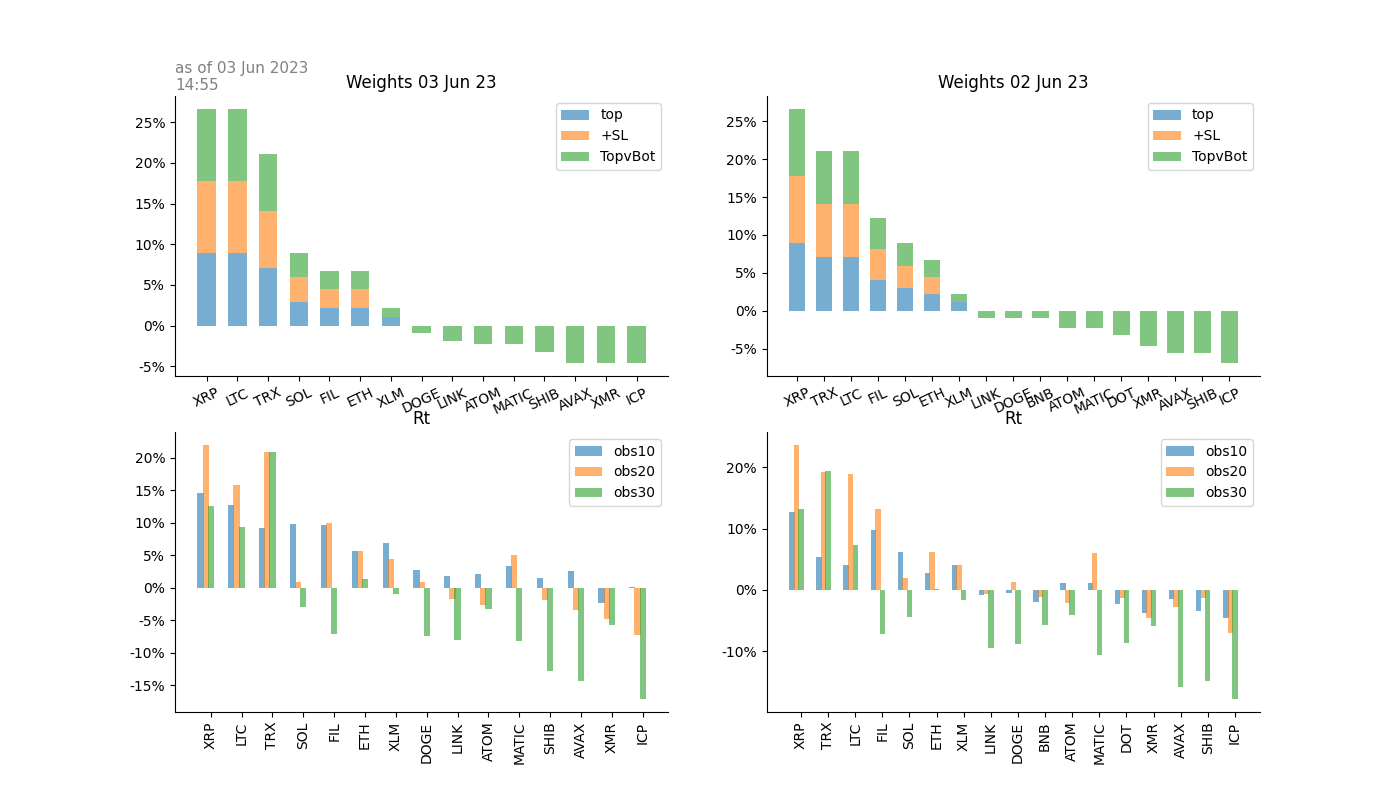 as of 03 Jun 2023
14:55
Weights 03 Jun 23
top
+SL
TopvBot
25%
20%
15%
10%
5%
0%
-5%
XRP LTC TRX SOL FIL ETH XLM DOGE LINK ATOM MATIC SHIB AVAX XMR ICP
Weights 02 Jun 23
top
+SL
TopvBot
25%
20%
15%
10%
5%
0%
-5%
XRP TRX LTC FIL SOL ETH XLM LINK DOGE BNB ATOM MATIC DOT XMR AVAX SHIB ICP
Rt
obs10
obs20
obs30
20%
15%
10%
5%
0%
-5%
-10%
-15%
XRP LTC TRX SOL FIL ETH XLM DOGE LINK ATOM MATIC SHIB AVAX XMR ICP
Rt
obs10
obs20
obs30
20%
10%
0%
-10%
XRP TRX LTC FIL SOL ETH XLM LINK DOGE BNB ATOM MATIC DOT XMR AVAX SHIB ICP